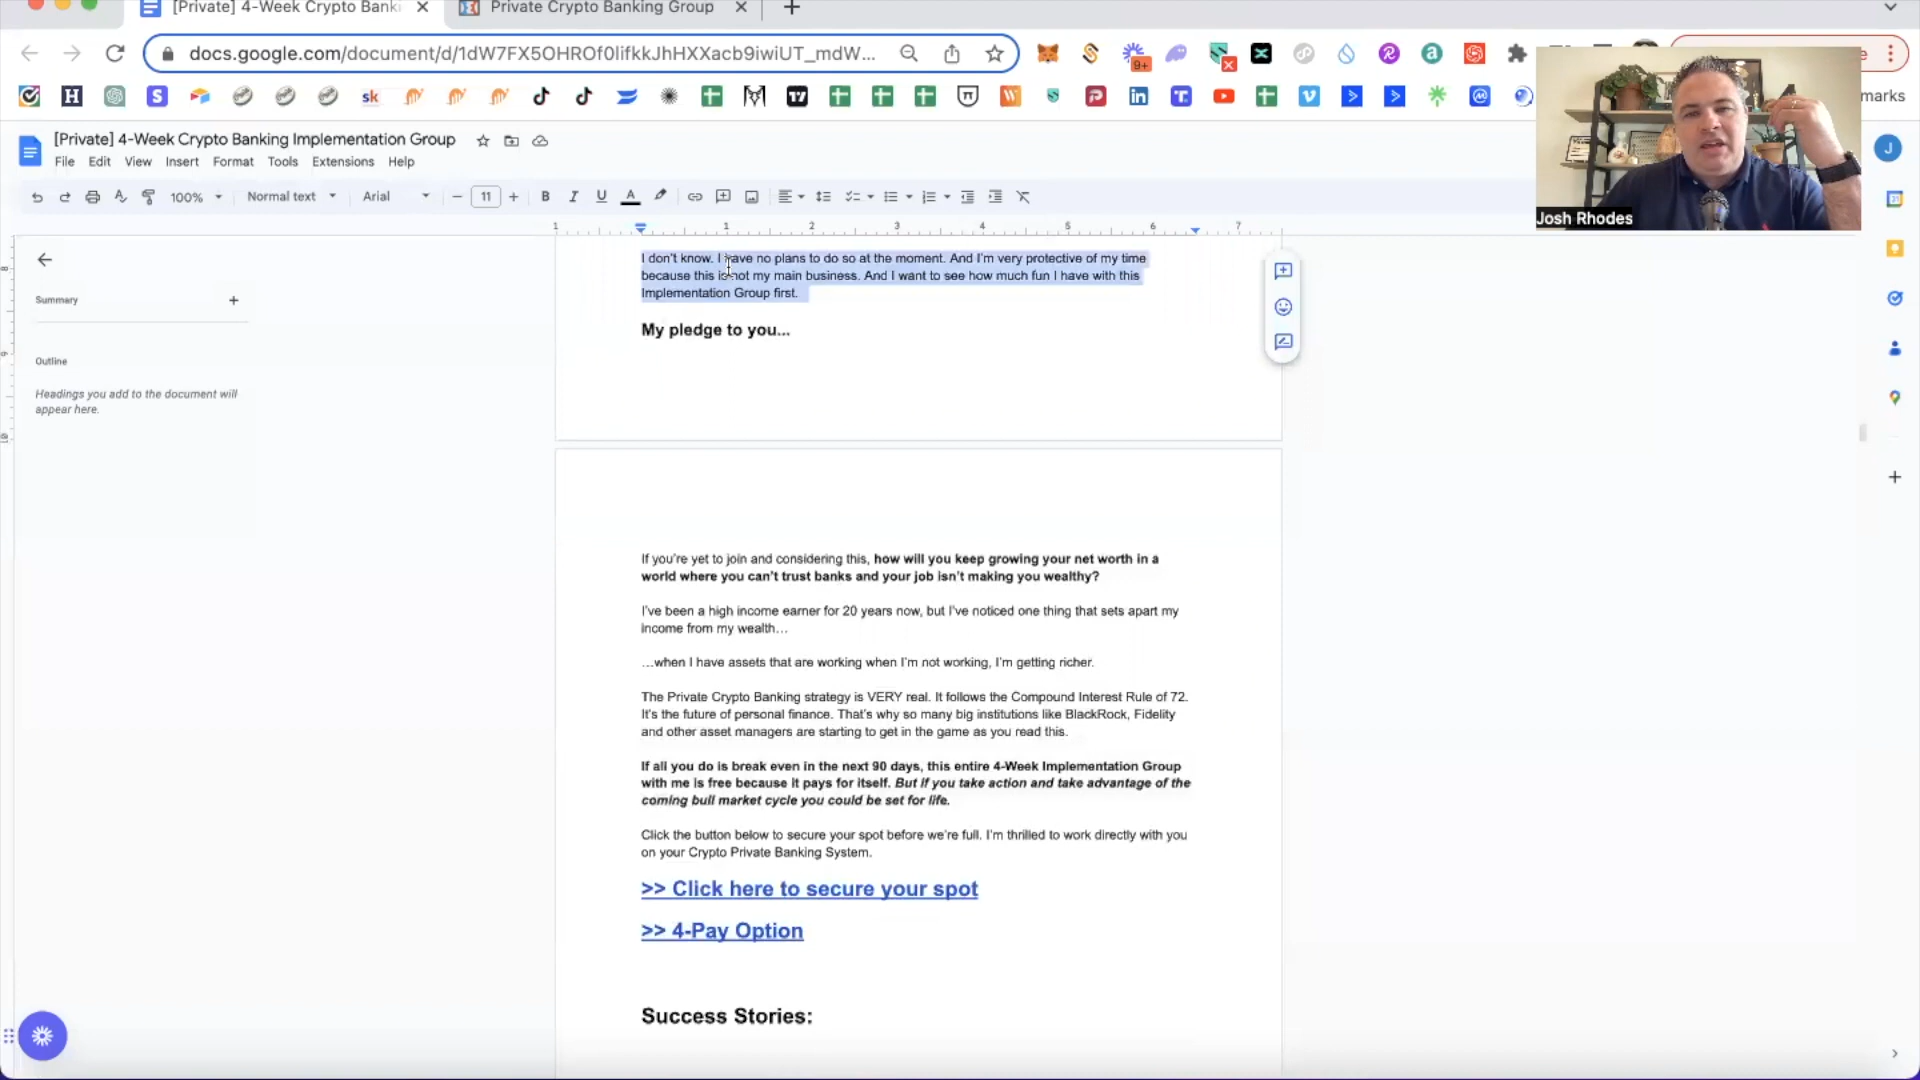 [Private] 4-Week Crypto Banki
Private Crypto Banking Group
docs.google.com/document/d/1dW7FX5OHROf0lifkkJhHXXacb9iwiUT_mdW...
9+
sk
marks
[Private] 4-Week Crypto Banking Implementation Group
File Edit View Insert Format Tools Extensions Help
100% Normal text Arial 11
1 1 2 3 4 5 6 7
Josh Rhodes
J
Summary
Outline
Headings you add to the document will
appear here.
I don't know. I have no plans to do so at the moment. And I'm very protective of my time
because this is not my main business. And I want to see how much fun I have with this
Implementation Group first.
My pledge to you...
If you're yet to join and considering this, how will you keep growing your net worth in a
world where you can't trust banks and your job isn't making you wealthy?
I've been a high income earner for 20 years now, but I've noticed one thing that sets apart my
income from my wealth…
…when I have assets that are working when I'm not working, I'm getting richer.
The Private Crypto Banking strategy is VERY real. It follows the Compound Interest Rule of 72.
It's the future of personal finance. That's why so many big institutions like BlackRock, Fidelity
and other asset managers are starting to get in the game as you read this.
If all you do is break even in the next 90 days, this entire 4-Week Implementation Group
with me is free because it pays for itself. But if you take action and take advantage of the
coming bull market cycle you could be set for life.
Click the button below to secure your spot before we're full. I'm thrilled to work directly with you
on your Crypto Private Banking System.
>> Click here to secure your spot
>> 4-Pay Option
Success Stories: